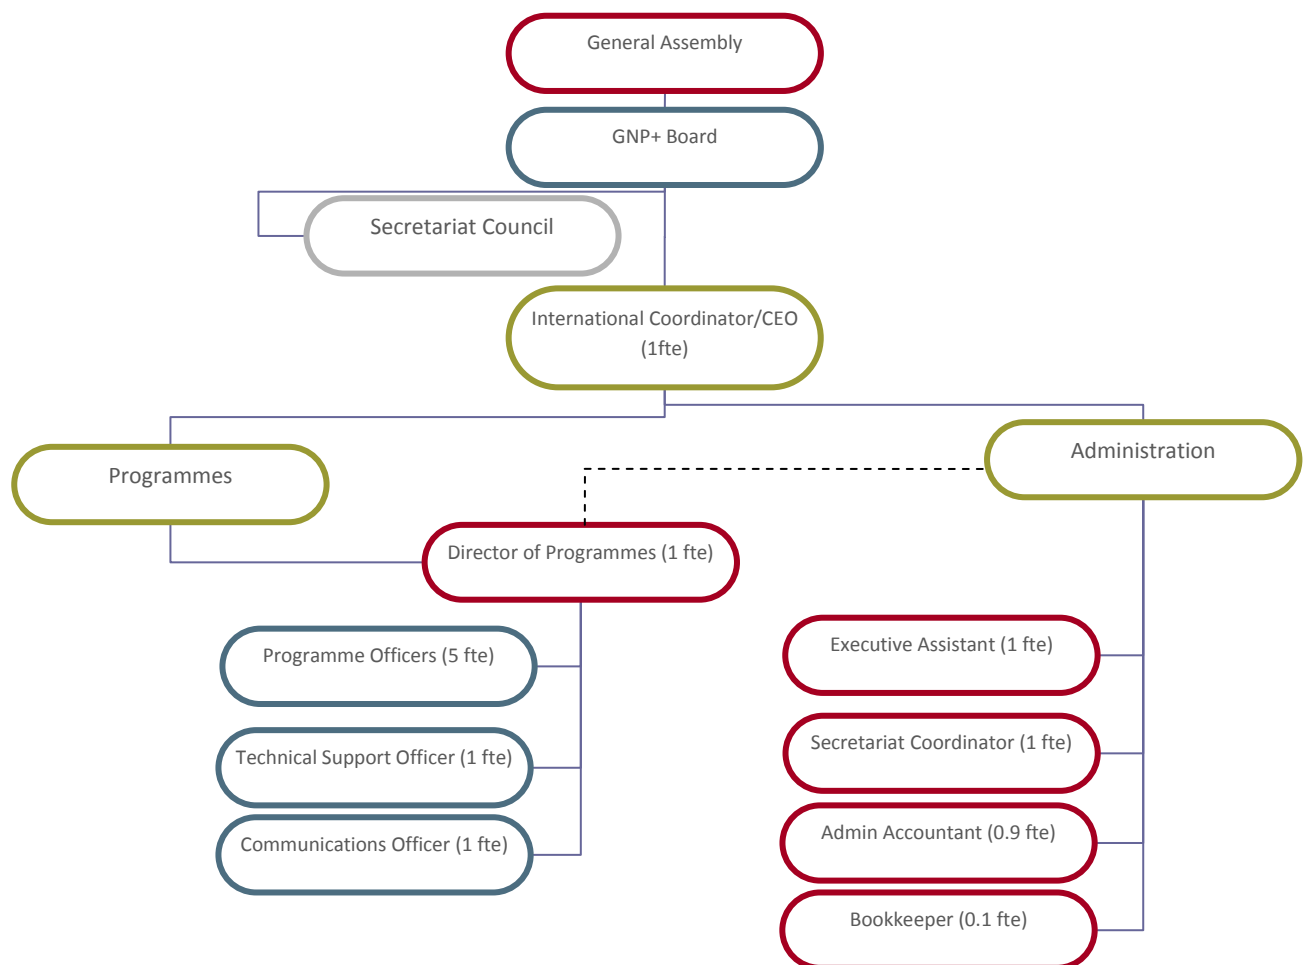 General Assembly
GNP+ Board
Secretariat Council
International Coordinator/CEO
(1fte)
Programmes
Administration
Director of Programmes (1 fte)
Programme Officers (5 fte)
Technical Support Officer (1 fte)
Communications Officer (1 fte)
Executive Assistant (1 fte)
Secretariat Coordinator (1 fte)
Admin Accountant (0.9 fte)
Bookkeeper (0.1 fte)